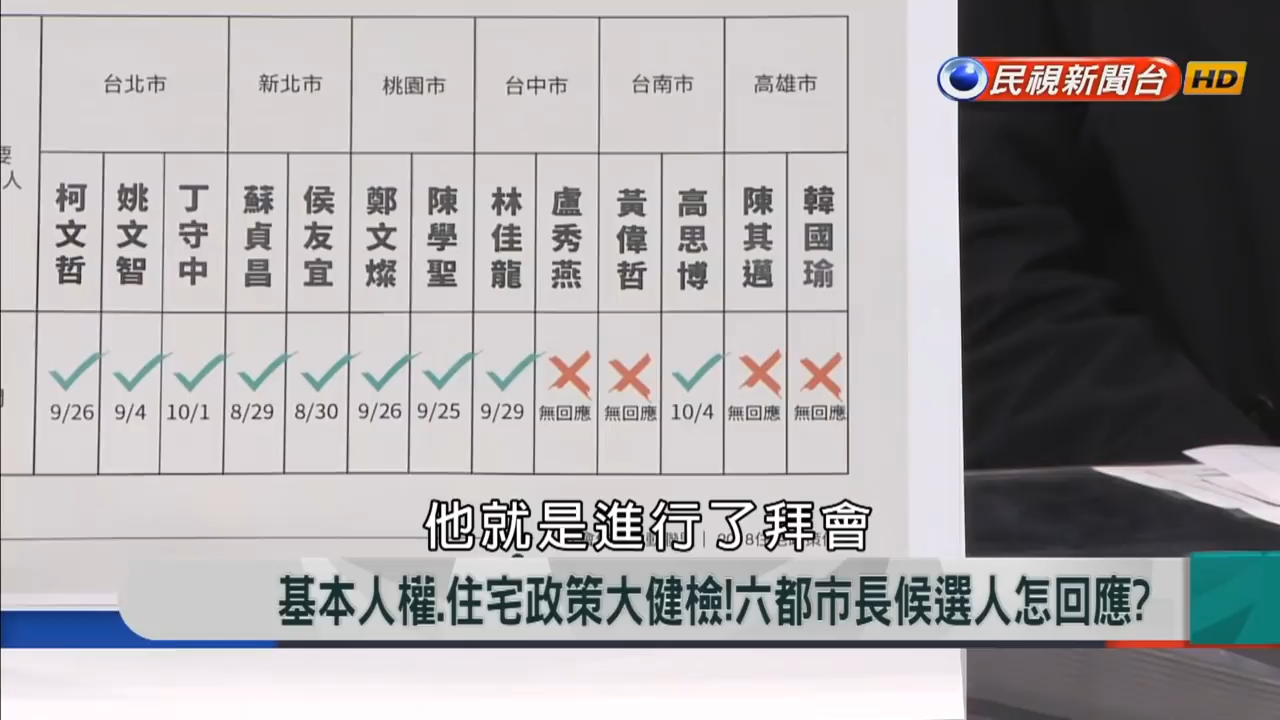 台北市 新北市 桃園市 台中市 台南市 高雄市
民視新聞台 HD
要
人
柯文哲 姚文智 丁守中 蘇貞昌 侯友宜 鄭文燦 陳學聖 林佳龍 盧秀燕 黃偉哲 高思博 陳其邁 韓國瑜
9/26 9/4 10/1 8/29 8/30 9/26 9/25 9/29 無回應 無回應 10/4 無回應 無回應
他就是進行了拜會
基本人權.住宅政策大健檢!六都市長候選人怎回應?